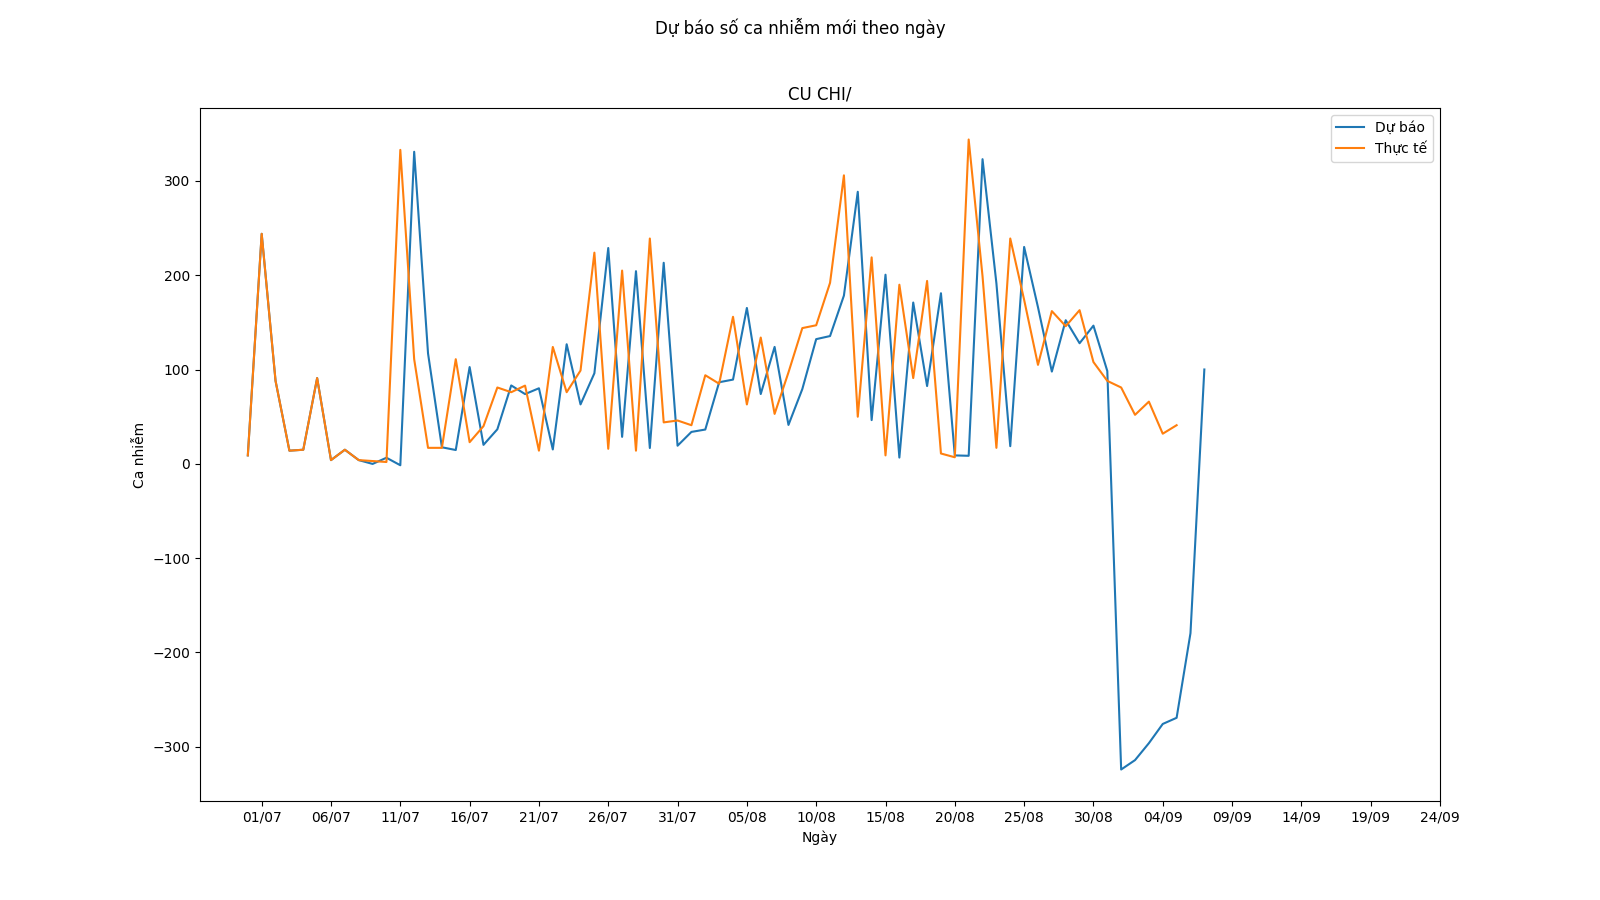 Dự báo số ca nhiễm mới theo ngày
CU CHI/
Dự báo
Thực tế
300
200
100
0
−100
−200
−300
Ca nhiễm
01/07 06/07 11/07 16/07 21/07 26/07 31/07 05/08 10/08 15/08 20/08 25/08 30/08 04/09 09/09 14/09 19/09 24/09
Ngày